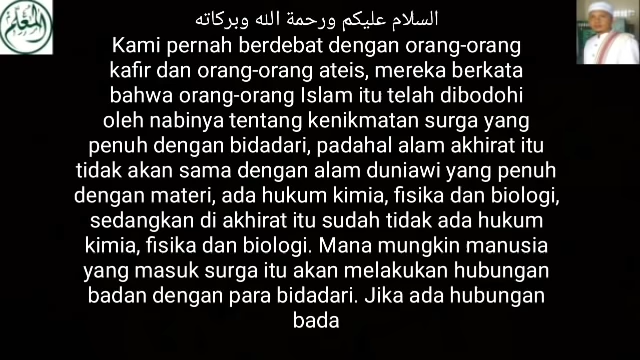 السلام عليكم ورحمة الله وبركاته
Kami pernah berdebat dengan orang-orang
kafir dan orang-orang ateis, mereka berkata
bahwa orang-orang Islam itu telah dibodohi
oleh nabinya tentang kenikmatan surga yang
penuh dengan bidadari, padahal alam akhirat itu
tidak akan sama dengan alam duniawi yang penuh
dengan materi, ada hukum kimia, fisika dan biologi,
sedangkan di akhirat itu sudah tidak ada hukum
kimia, fisika dan biologi. Mana mungkin manusia
yang masuk surga itu akan melakukan hubungan
badan dengan para bidadari. Jika ada hubungan
bada